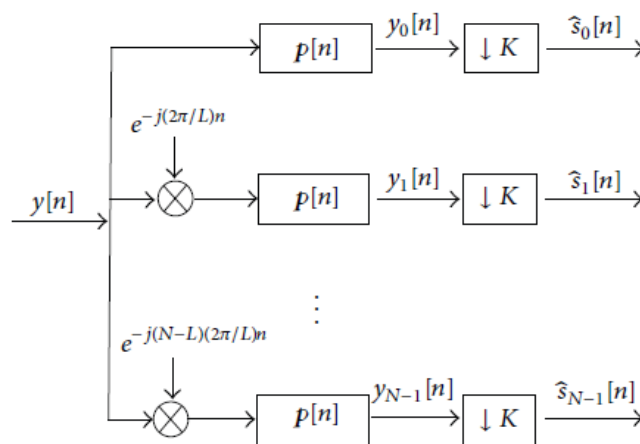 y₀[n] ŝ₀[n]
p[n] ↓ K
e^{-j(2π/L)n}
y[n] y₁[n] ŝ₁[n]
p[n] ↓ K
⋮
e^{-j(N-L)(2π/L)n}
y_{N-1}[n] ŝ_{N-1}[n]
p[n] ↓ K